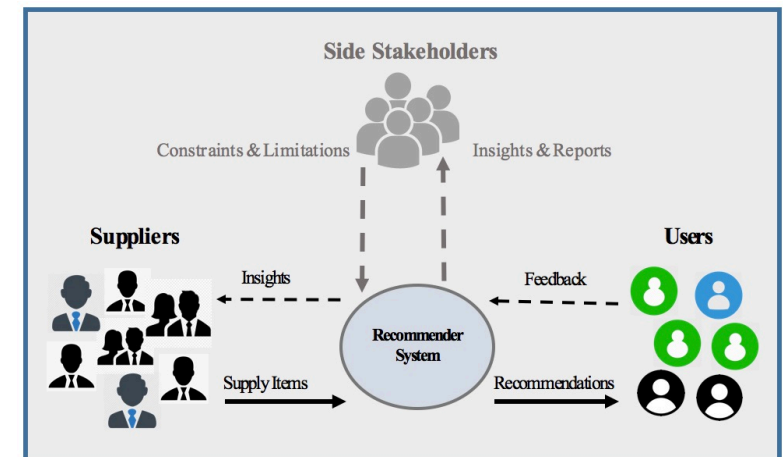 Side Stakeholders
Constraints & Limitations
Insights & Reports
Suppliers
Users
Insights
Feedback
Recommender
System
Supply Items
Recommendations